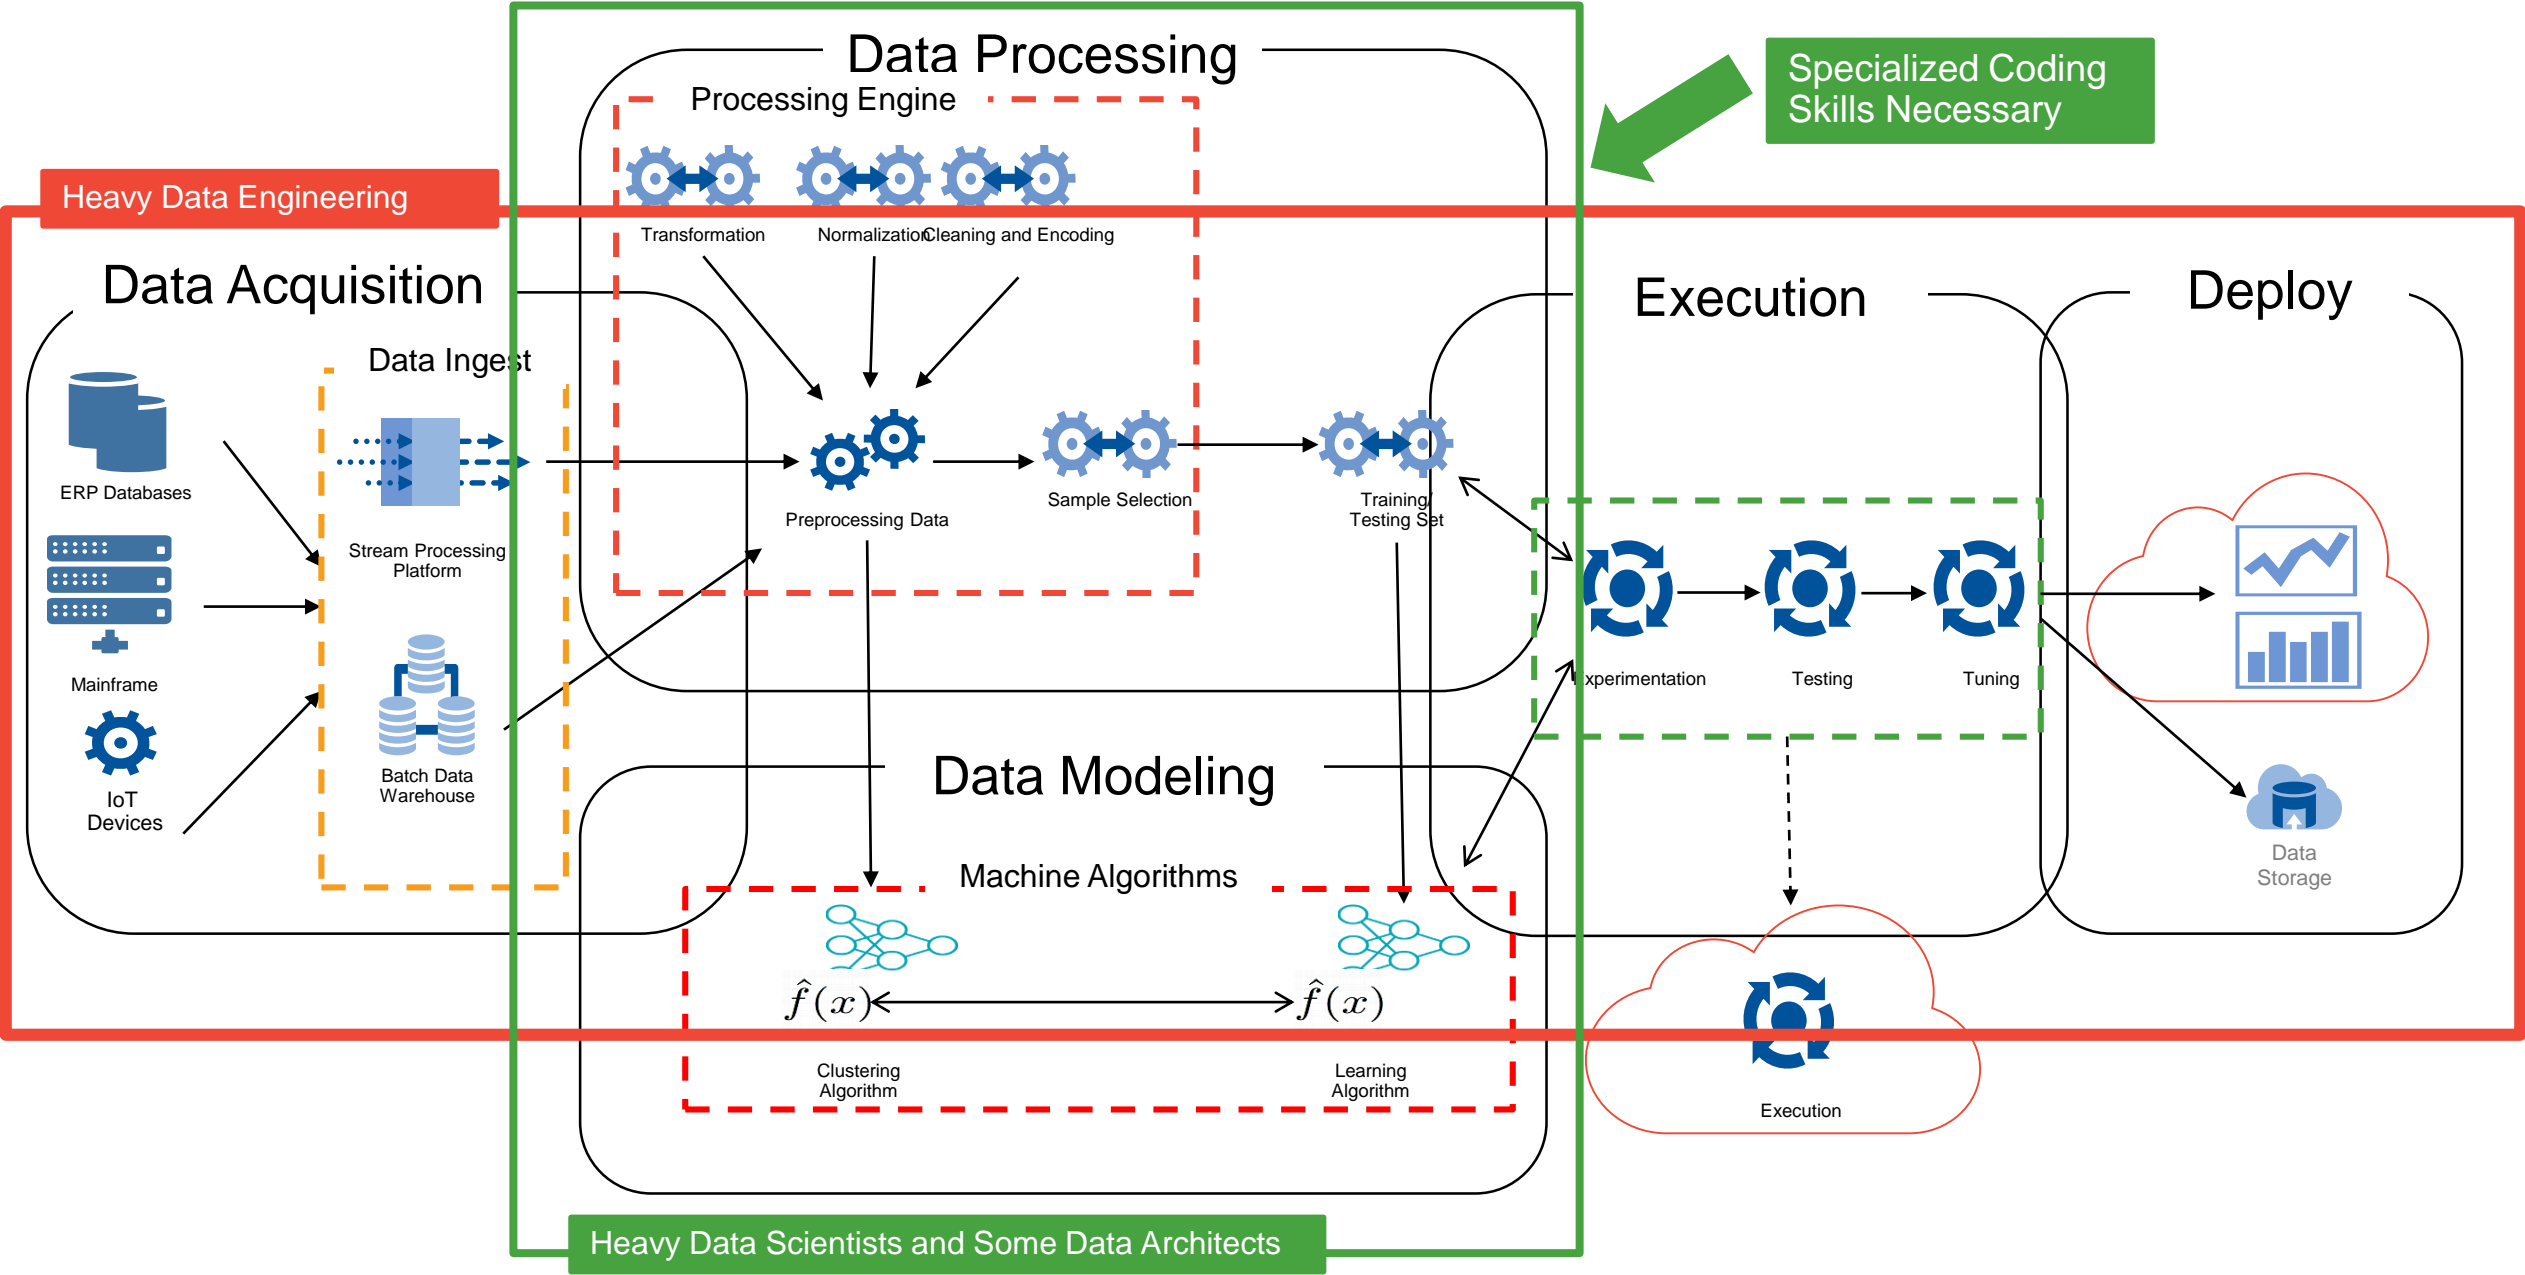 Data Processing
Specialized Coding
Skills Necessary
Processing Engine
Heavy Data Engineering
Transformation
Normalization
Cleaning and Encoding
Data Acquisition
Execution
Deploy
Data Ingest
ERP Databases
Stream Processing
Platform
Preprocessing Data
Sample Selection
Training/
Testing Set
Mainframe
Experimentation
Testing
Tuning
IoT
Devices
Batch Data
Warehouse
Data Modeling
Machine Algorithms
Data
Storage
f̂(x)
f̂(x)
Clustering
Algorithm
Learning
Algorithm
Execution
Heavy Data Scientists and Some Data Architects